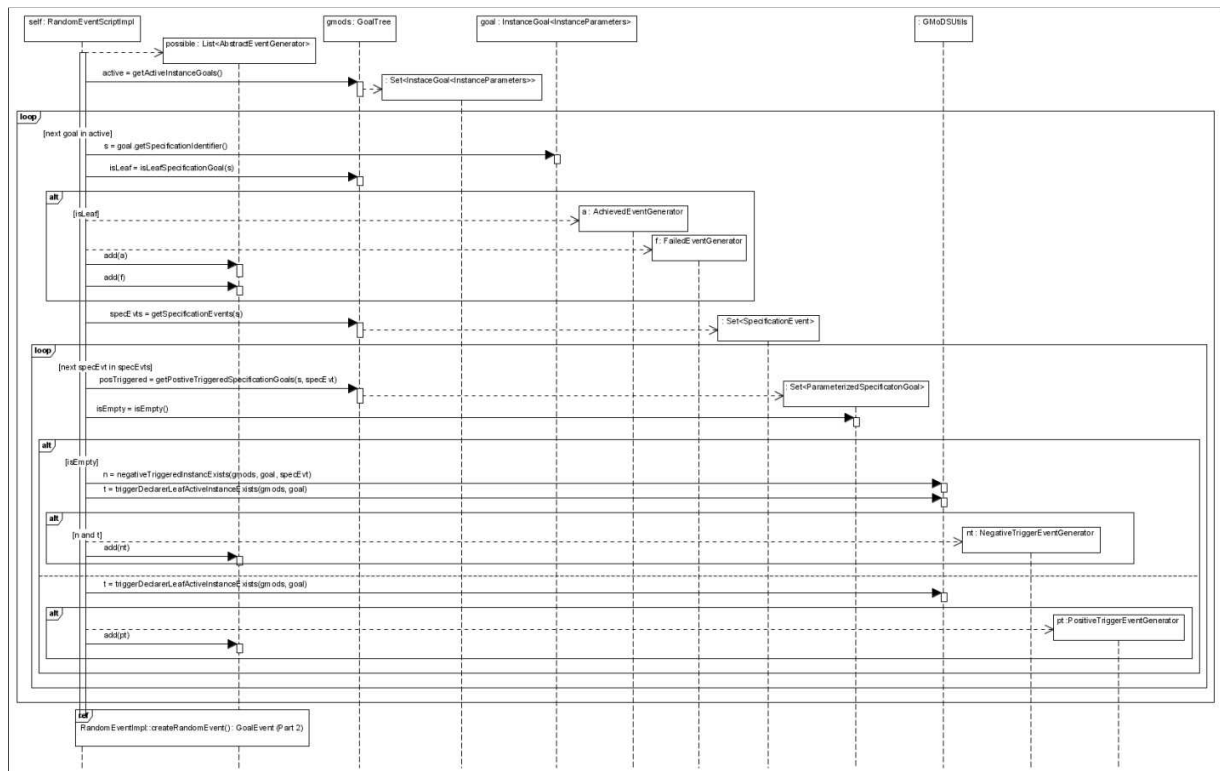 self : RandomEventScriptImpl
gmods : GoalTree
goal : InstanceGoal<InstanceParameters>
: GMoDSUtils
possible : List<AbstractEventGenerator>
active = getActiveInstanceGoals()
: Set<InstaceGoal<InstanceParameters>>
loop
[next goal in active]
s = goal.getSpecificationIdentifier()
isLeaf = isLeafSpecificationGoal(s)
alt
[isLeaf]
a : AchievedEventGenerator
f : FailedEventGenerator
add(a)
add(f)
specEvts = getSpecificationEvents(s)
: Set<SpecificationEvent>
loop
[next specEvt in specEvts]
posTriggered = getPostiveTriggeredSpecificationGoals(s, specEvt)
: Set<ParameterizedSpecificatonGoal>
isEmpty = isEmpty()
alt
[isEmpty]
n = negativeTriggeredInstancExists(gmods, goal, specEvt)
t = triggerDeclarerLeafActiveInstanceExists(gmods, goal)
alt
[n and t]
nt : NegativeTriggerEventGenerator
add(nt)
t = triggerDeclarerLeafActiveInstanceExists(gmods, goal)
alt
pt :PositiveTriggerEventGenerator
add(pt)
ref
RandomEventImpl::createRandomEvent() : GoalEvent (Part 2)